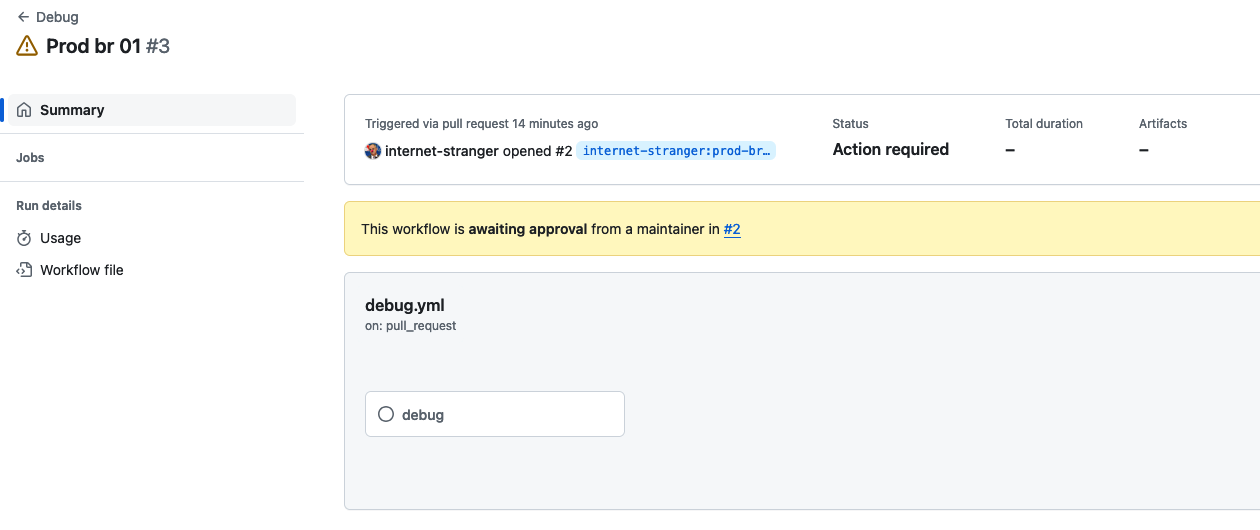 Debug
Prod br 01 #3
Summary
Jobs
Run details
Usage
Workflow file
Triggered via pull request 14 minutes ago
internet-stranger opened #2 internet-stranger:prod-br…
Status
Action required
Total duration
–
Artifacts
–
This workflow is awaiting approval from a maintainer in #2
debug.yml
on: pull_request
debug